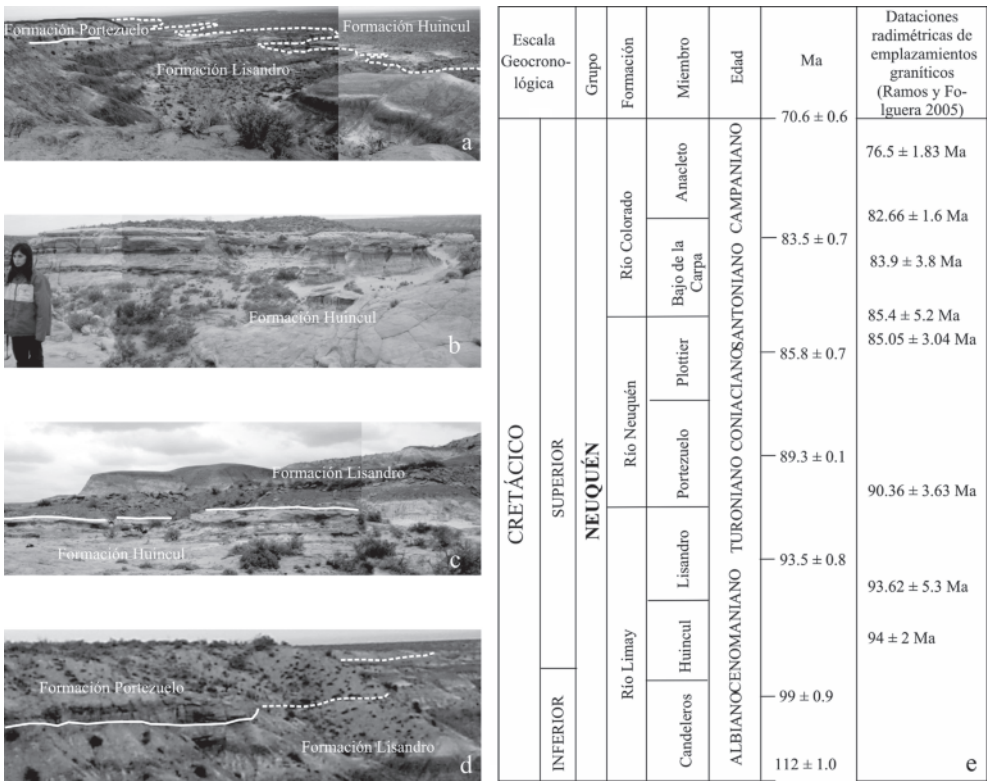 Formación Portezuelo
Formación Huincul
Formación Lisandro
a
Formación Huincul
b
Formación Lisandro
Formación Huincul
c
Formación Portezuelo
Formación Lisandro
d
Escala
Geocrono-
lógica
Grupo
Formación
Miembro
Edad
Ma
Dataciones
radimétricas de
emplazamientos
graníticos
(Ramos y Fo-
lguera 2005)
CRETÁCICO
SUPERIOR
INFERIOR
NEUQUÉN
Río Colorado
Río Neuquén
Río Limay
Anacleto
Bajo de la
Carpa
Plottier
Portezuelo
Lisandro
Huincul
Candeleros
CAMPANIANO
SANTONIANO
CONIACIANO
TURONIANO
CENOMANIANO
ALBIANO
70.6 ± 0.6
83.5 ± 0.7
85.8 ± 0.7
89.3 ± 0.1
93.5 ± 0.8
99 ± 0.9
112 ± 1.0
76.5 ± 1.83 Ma
82.66 ± 1.6 Ma
83.9 ± 3.8 Ma
85.4 ± 5.2 Ma
85.05 ± 3.04 Ma
90.36 ± 3.63 Ma
93.62 ± 5.3 Ma
94 ± 2 Ma
e